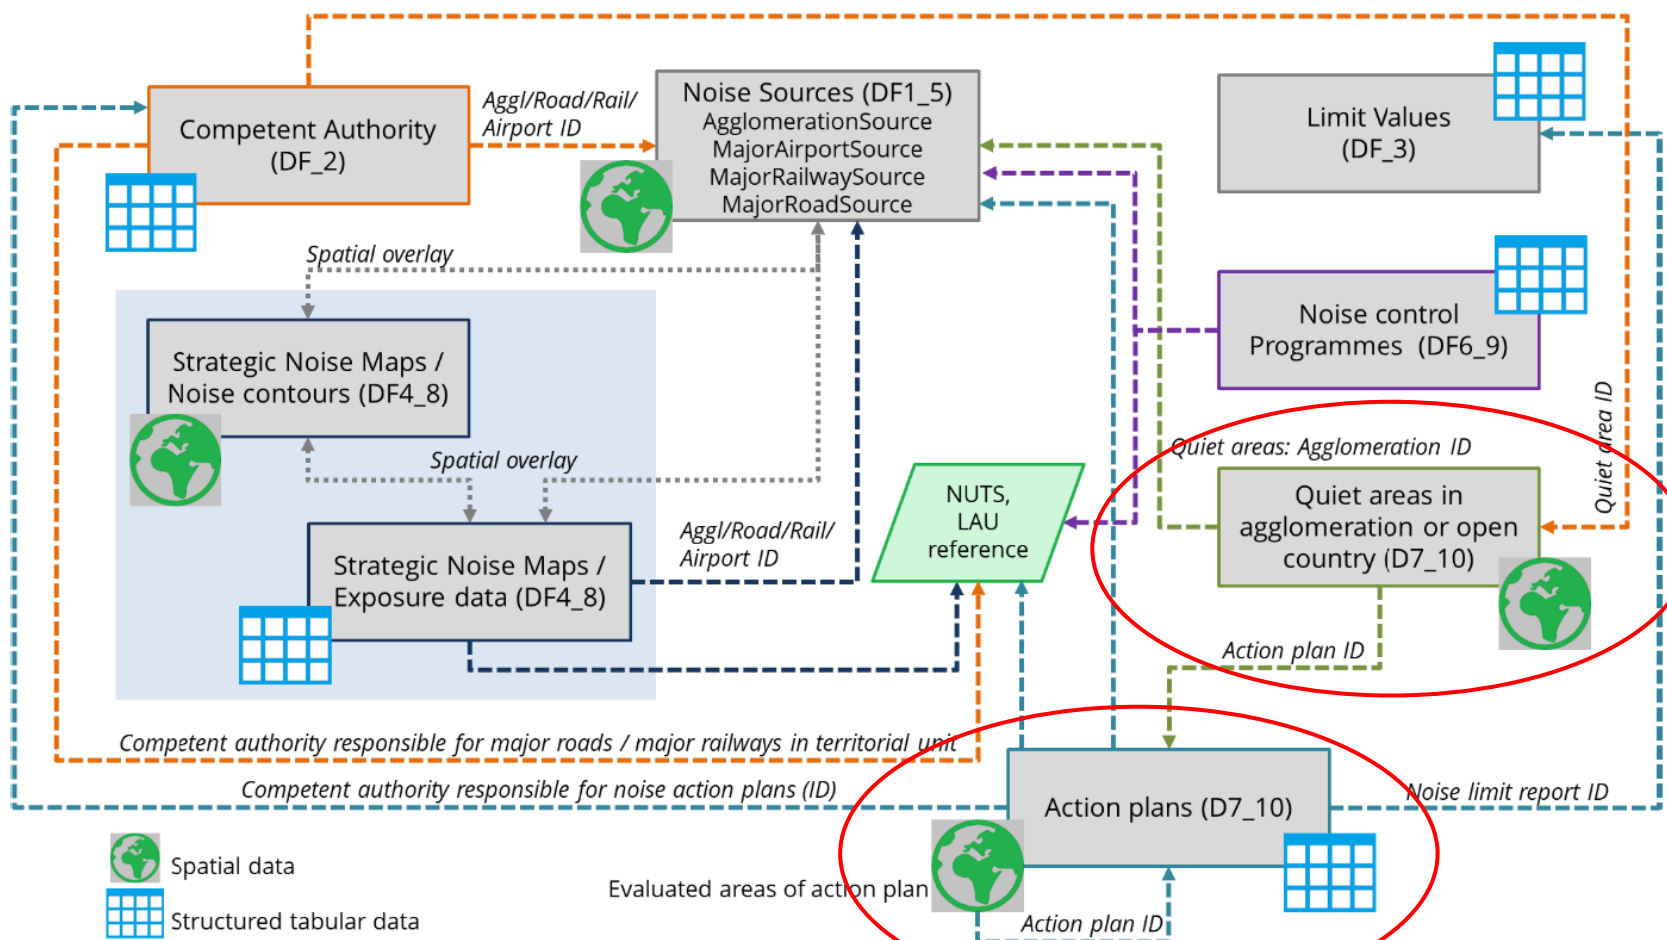 Aggl/Road/Rail/
Airport ID
Competent Authority
(DF_2)
Noise Sources (DF1_5)
AgglomerationSource
MajorAirportSource
MajorRailwaySource
MajorRoadSource
Limit Values
(DF_3)
Spatial overlay
Strategic Noise Maps /
Noise contours (DF4_8)
Noise control
Programmes (DF6_9)
Quiet area ID
Quiet areas: Agglomeration ID
Spatial overlay
NUTS,
LAU
reference
Quiet areas in
agglomeration or open
country (D7_10)
Aggl/Road/Rail/
Airport ID
Strategic Noise Maps /
Exposure data (DF4_8)
Action plan ID
Competent authority responsible for major roads / major railways in territorial unit
Competent authority responsible for noise action plans (ID)
Action plans (D7_10)
Noise limit report ID
Spatial data
Evaluated areas of action plan
Structured tabular data
Action plan ID